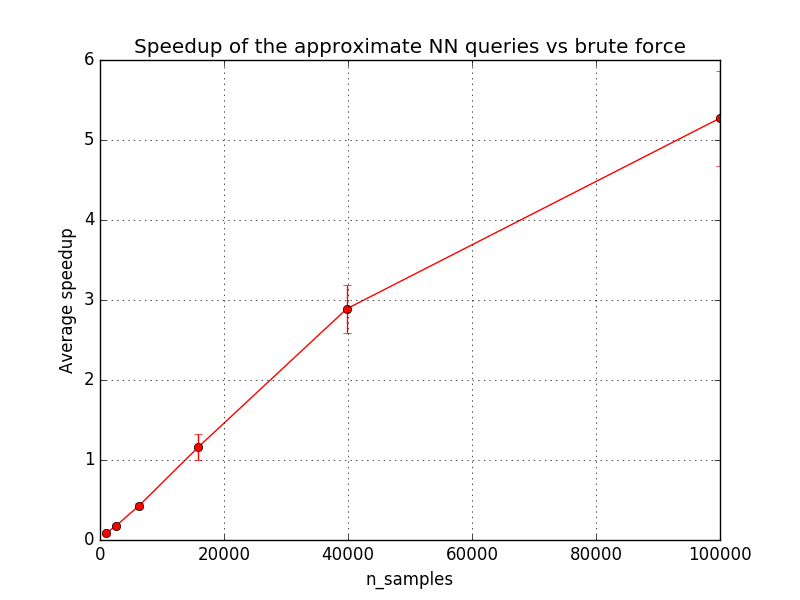 Speedup of the approximate NN queries vs brute force
6
5
4
3
2
1
0
Average speedup
0 20000 40000 60000 80000 100000
n_samples